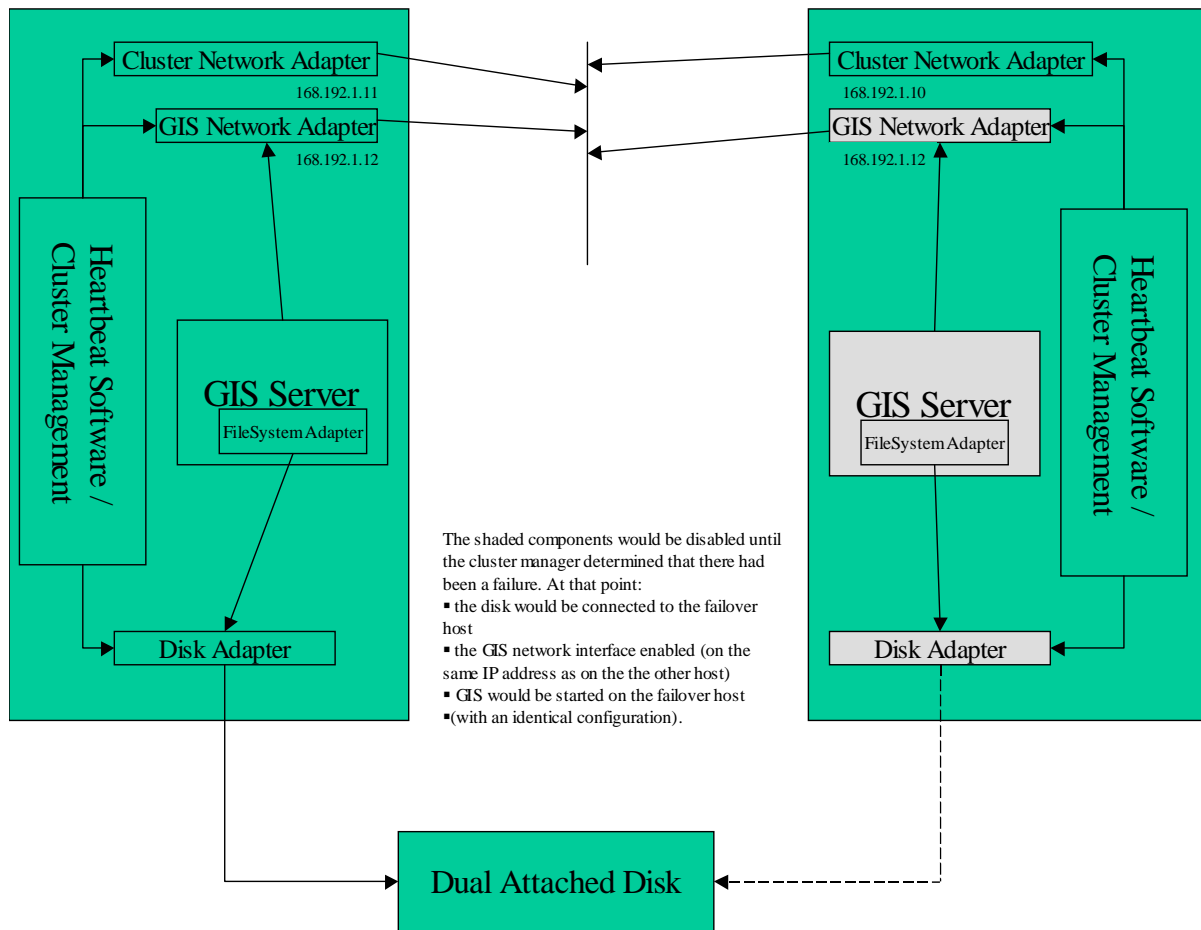 Cluster Network Adapter
168.192.1.11
GIS Network Adapter
168.192.1.12
Heartbeat Software /
Cluster Management
GIS Server
FileSystem Adapter
Disk Adapter
Cluster Network Adapter
168.192.1.10
GIS Network Adapter
168.192.1.12
Heartbeat Software /
Cluster Management
GIS Server
FileSystem Adapter
Disk Adapter
The shaded components would be disabled until
the cluster manager determined that there had
been a failure. At that point:
▪ the disk would be connected to the failover
host
▪ the GIS network interface enabled (on the
same IP address as on the the other host)
▪ GIS would be started on the failover host
▪(with an identical configuration).
Dual Attached Disk